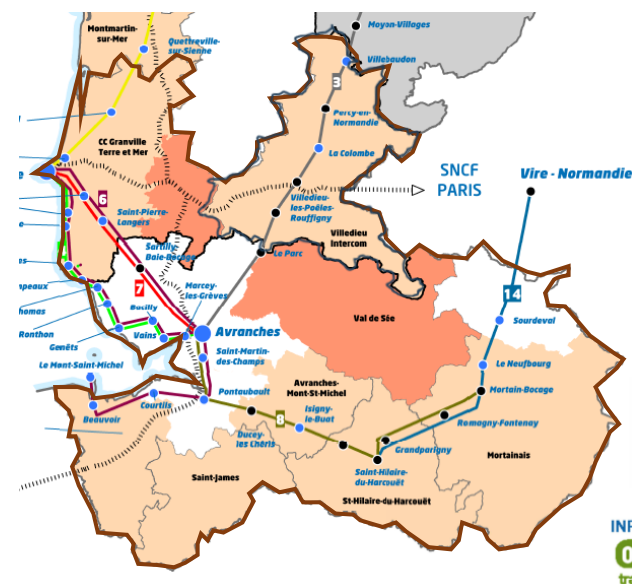 Moyon-Villages
Montmartin
sur-Mer
Quettreville
-sur-Sienne
Villebaudon
3
Percy-en-
Normandie
CC Granville
Terre et Mer
La Colombe
SNCF
PARIS
Vire - Normandie
6
Villedieu
les-Poëles-
Rouffigny
Saint-Pierre-
Langers
Villedieu
Intercom
Sartilly-
Baie-Bocage
Le Parc
7
Marcey-
les-Grèves
14
Bacilly
Val de Sée
Sourdeval
homas
Avranches
Ronthon
Vains
Genêts
Saint-Martin
des-Champs
Le Mont-Saint-Michel
Le Neufbourg
Avranches-
Mont-St-Michel
Pontaubault
Mortain-Bocage
Courtils
Isigny-
le-Buat
Beauvoir
8
Romagny-Fontenay
Ducey-
les Chéris
Grandparigny
Mortainais
Saint-Hilaire-
du-Harcouët
Saint-James
St-Hilaire-du-Harcouët